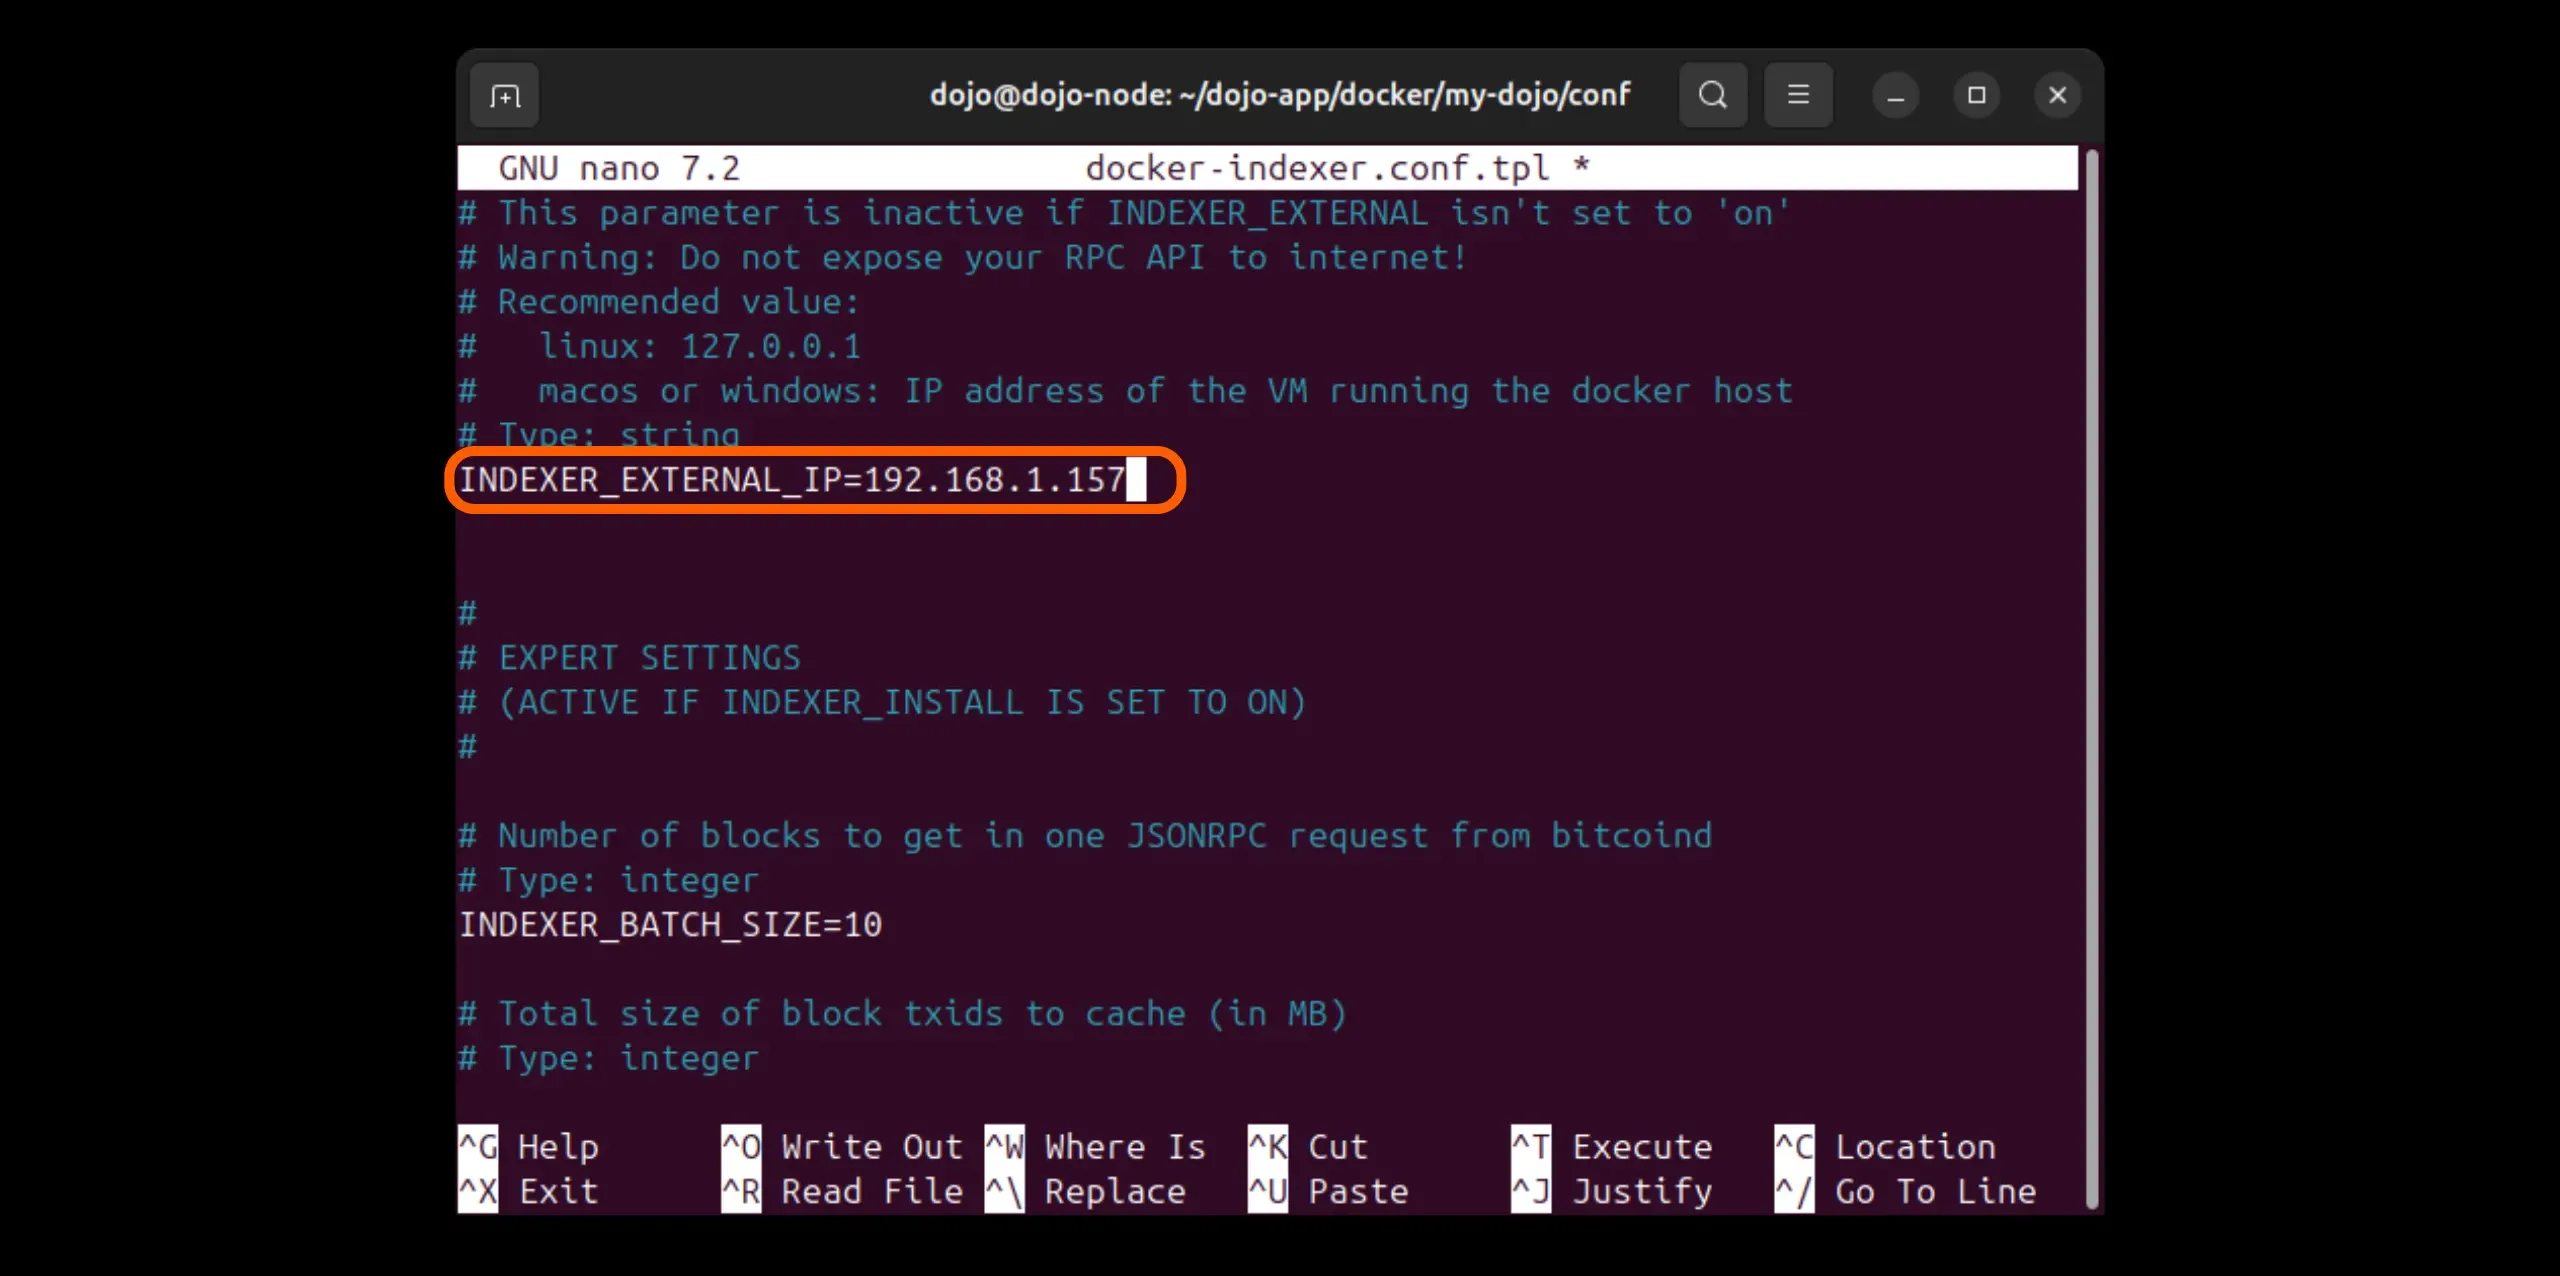 dojo@dojo-node: ~/dojo-app/docker/my-dojo/conf
GNU nano 7.2 docker-indexer.conf.tpl *
# This parameter is inactive if INDEXER_EXTERNAL isn't set to 'on'
# Warning: Do not expose your RPC API to internet!
# Recommended value:
#   linux: 127.0.0.1
#   macos or windows: IP address of the VM running the docker host
# Type: string
INDEXER_EXTERNAL_IP=192.168.1.157
#
# EXPERT SETTINGS
# (ACTIVE IF INDEXER_INSTALL IS SET TO ON)
#
# Number of blocks to get in one JSONRPC request from bitcoind
# Type: integer
INDEXER_BATCH_SIZE=10
# Total size of block txids to cache (in MB)
# Type: integer
^G Help ^O Write Out ^W Where Is ^K Cut ^T Execute ^C Location
^X Exit ^R Read File ^\ Replace ^U Paste ^J Justify ^/ Go To Line